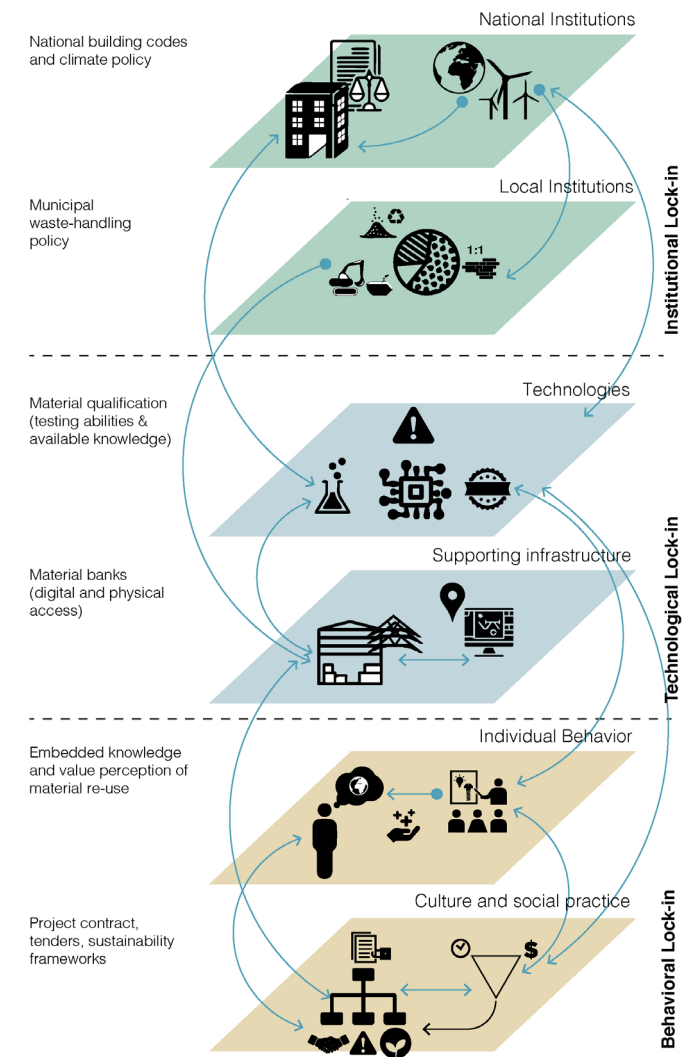 National Institutions
National building codes
and climate policy
Local Institutions
Municipal
waste-handling
policy
1:1
Institutional Lock-in
Technologies
Material qualification
(testing abilities &
available knowledge)
Supporting infrastructure
Material banks
(digital and physical
access)
Technological Lock-in
Individual Behavior
Embedded knowledge
and value perception of
material re-use
Culture and social practice
Project contract,
tenders, sustainability
frameworks
$
Behavioral Lock-in